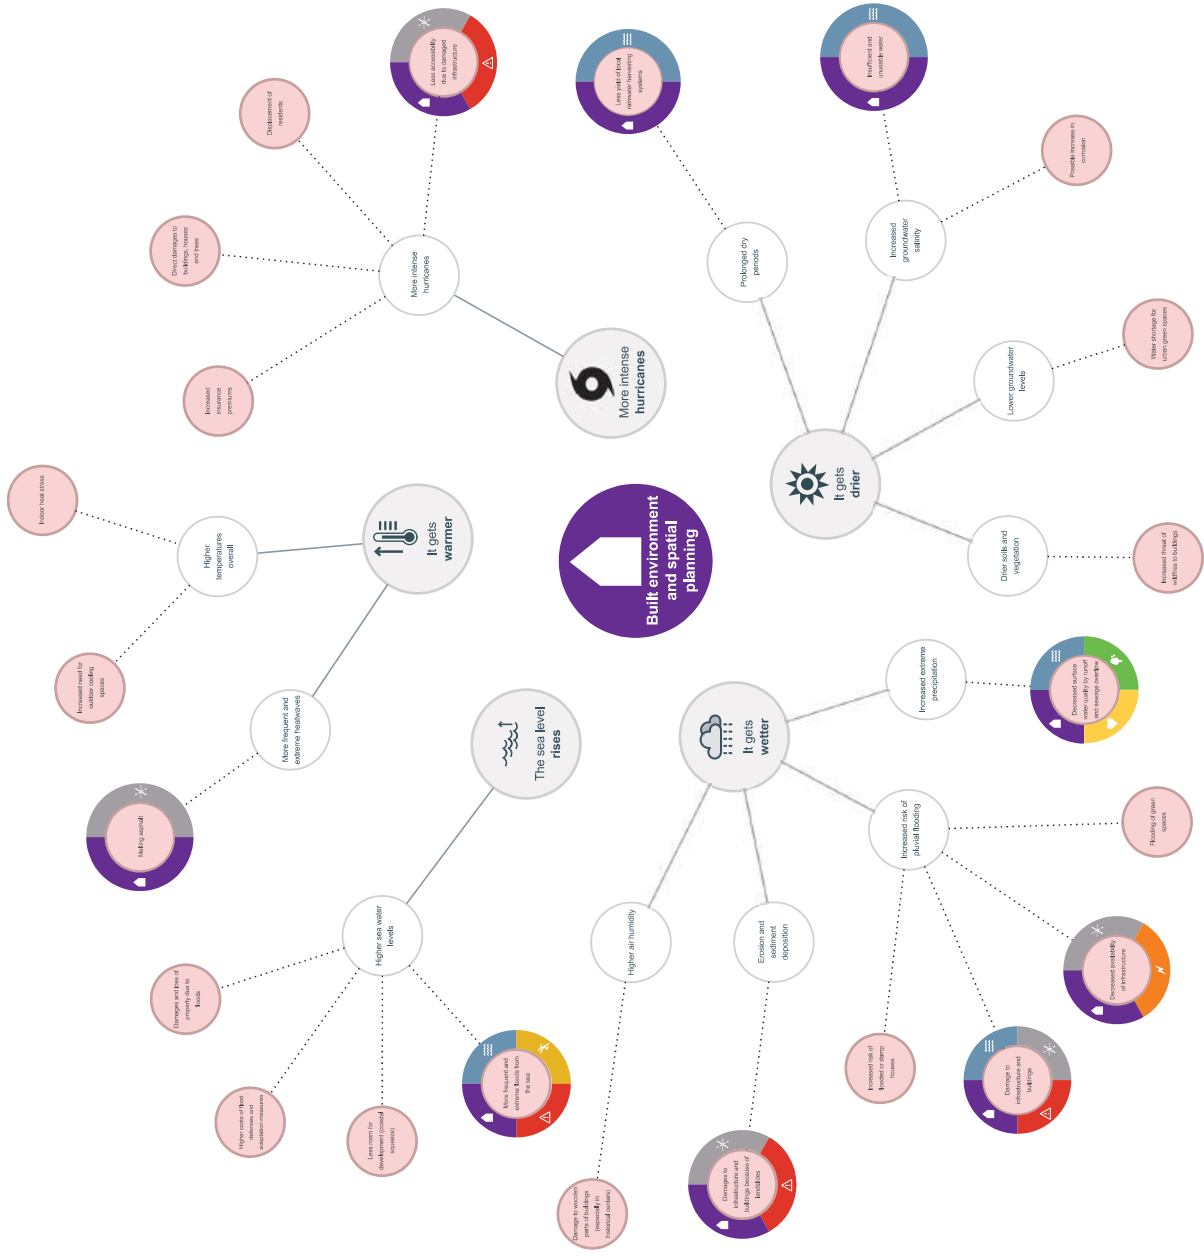 Less accessibility
due to damaged
infrastructure
Displacement of
residents
Direct damages to
buildings, houses
and trees
Increased
insurance
premiums
More intense
hurricanes
More intense
hurricanes
Less yield of local
rainwater harvesting
systems
Insufficient and
unusable water
Possible increase in
corrosion
Prolonged dry
periods
Increased
groundwater
salinity
Water shortage for
urban green spaces
Lower groundwater
levels
It gets
drier
Drier soils and
vegetation
Increased threat of
wildfires to buildings
Indoor heat stress
Higher
temperatures
overall
Increased need for
outdoor cooling
spaces
It gets
warmer
More frequent and
extreme heatwaves
Melting asphalt
Built environment
and spatial
planning
The sea level
rises
Higher sea water
levels
Damages and loss of
property due to
floods
Higher costs of flood
defenses and
adaptation measures
Less room for
development (coastal
squeeze)
More frequent and
extreme floods from
the sea
It gets
wetter
Increased extreme
precipitation
Decreased surface
water quality by runoff
and sewage overflow
Increased risk of
pluvial flooding
Flooding of green
spaces
Decreased availability
of infrastructure
Damage to
infrastructure and
buildings
Increased risk of
flooded or damp
houses
Erosion and
sediment
deposition
Damages to
infrastructure and
buildings because of
landslides
Higher air humidity
Damage to wooden
parts of buildings
(especially in
historical centers)